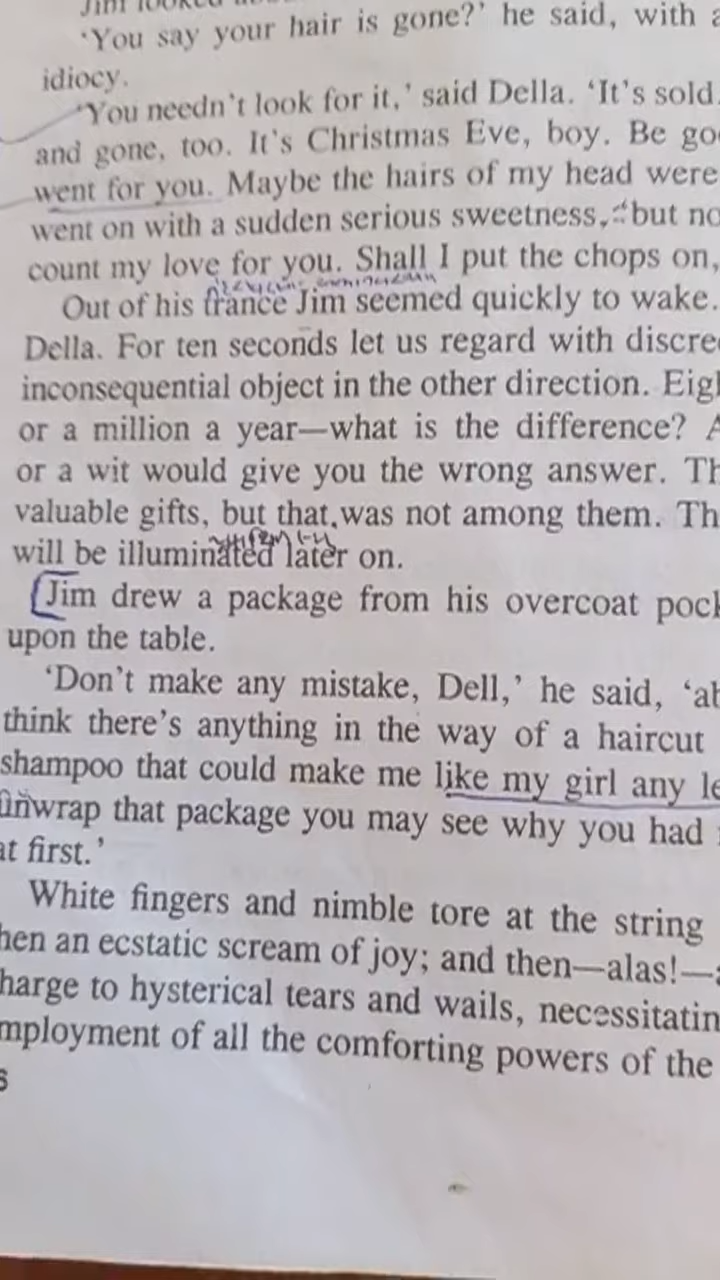 Jim looked
'You say your hair is gone?' he said, with a
idiocy.
'You needn't look for it,' said Della. 'It's sold
and gone, too. It's Christmas Eve, boy. Be go
went for you. Maybe the hairs of my head were
went on with a sudden serious sweetness, 'but no
count my love for you. Shall I put the chops on,
Out of his trance Jim seemed quickly to wake.
Della. For ten seconds let us regard with discre
inconsequential object in the other direction. Eig
or a million a year—what is the difference? A
or a wit would give you the wrong answer. Th
valuable gifts, but that was not among them. Th
will be illuminated later on.
Jim drew a package from his overcoat pock
upon the table.
'Don't make any mistake, Dell,' he said, 'ab
think there's anything in the way of a haircut
shampoo that could make me like my girl any le
unwrap that package you may see why you had
at first.'
White fingers and nimble tore at the string
hen an ecstatic scream of joy; and then—alas!—a
harge to hysterical tears and wails, necessitatin
mployment of all the comforting powers of the
6